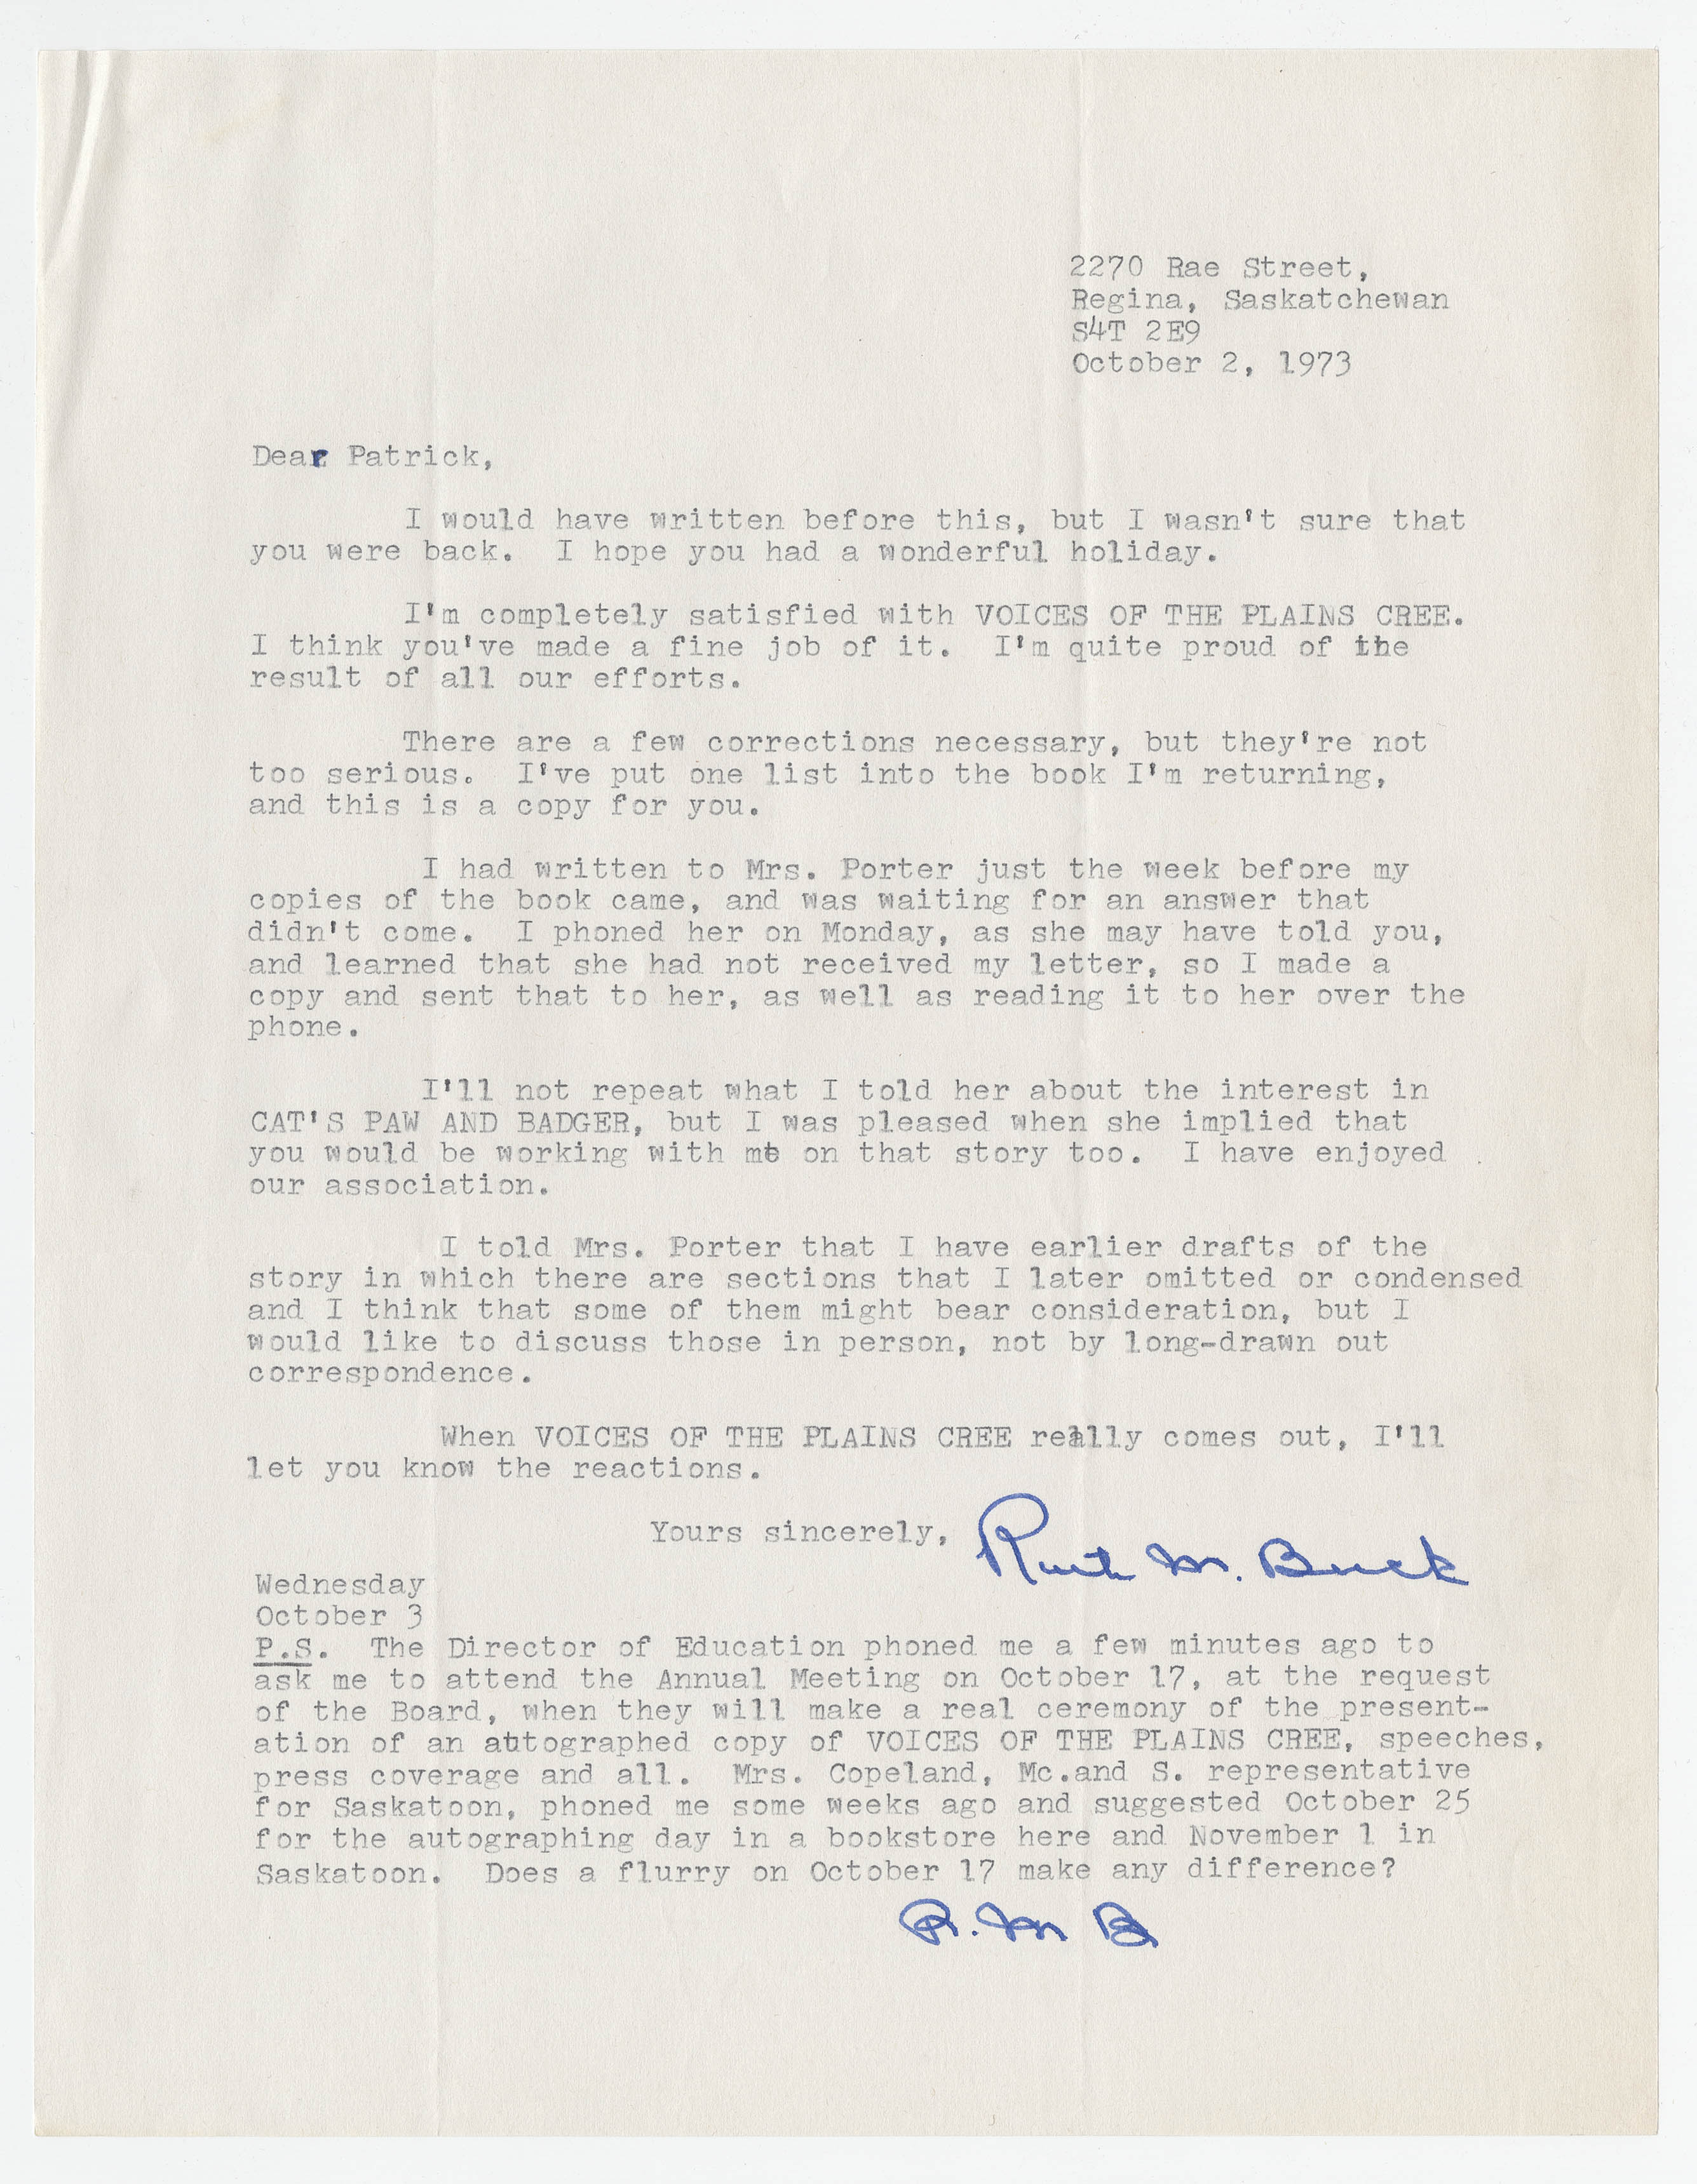 2270 Rae Street,
Regina, Saskatchewan
S4T 2E9
October 2, 1973
Dear Patrick,
I would have written before this, but I wasn't sure that
you were back. I hope you had a wonderful holiday.
I'm completely satisfied with VOICES OF THE PLAINS CREE.
I think you've made a fine job of it. I'm quite proud of the
result of all our efforts.
There are a few corrections necessary, but they're not
too serious. I've put one list into the book I'm returning,
and this is a copy for you.
I had written to Mrs. Porter just the week before my
copies of the book came, and was waiting for an answer that
didn't come. I phoned her on Monday, as she may have told you,
and learned that she had not received my letter, so I made a
copy and sent that to her, as well as reading it to her over the
phone.
I'll not repeat what I told her about the interest in
CAT'S PAW AND BADGER, but I was pleased when she implied that
you would be working with me on that story too. I have enjoyed
our association.
I told Mrs. Porter that I have earlier drafts of the
story in which there are sections that I later omitted or condensed
and I think that some of them might bear consideration, but I
would like to discuss those in person, not by long-drawn out
correspondence.
When VOICES OF THE PLAINS CREE really comes out, I'll
let you know the reactions.
Yours sincerely, Ruth M. Buck
Wednesday
October 3
P.S. The Director of Education phoned me a few minutes ago to
ask me to attend the Annual Meeting on October 17, at the request
of the Board, when they will make a real ceremony of the present-
ation of an autographed copy of VOICES OF THE PLAINS CREE, speeches,
press coverage and all. Mrs. Copeland, Mc.and S. representative
for Saskatoon, phoned me some weeks ago and suggested October 25
for the autographing day in a bookstore here and November 1 in
Saskatoon. Does a flurry on October 17 make any difference?
R. M B